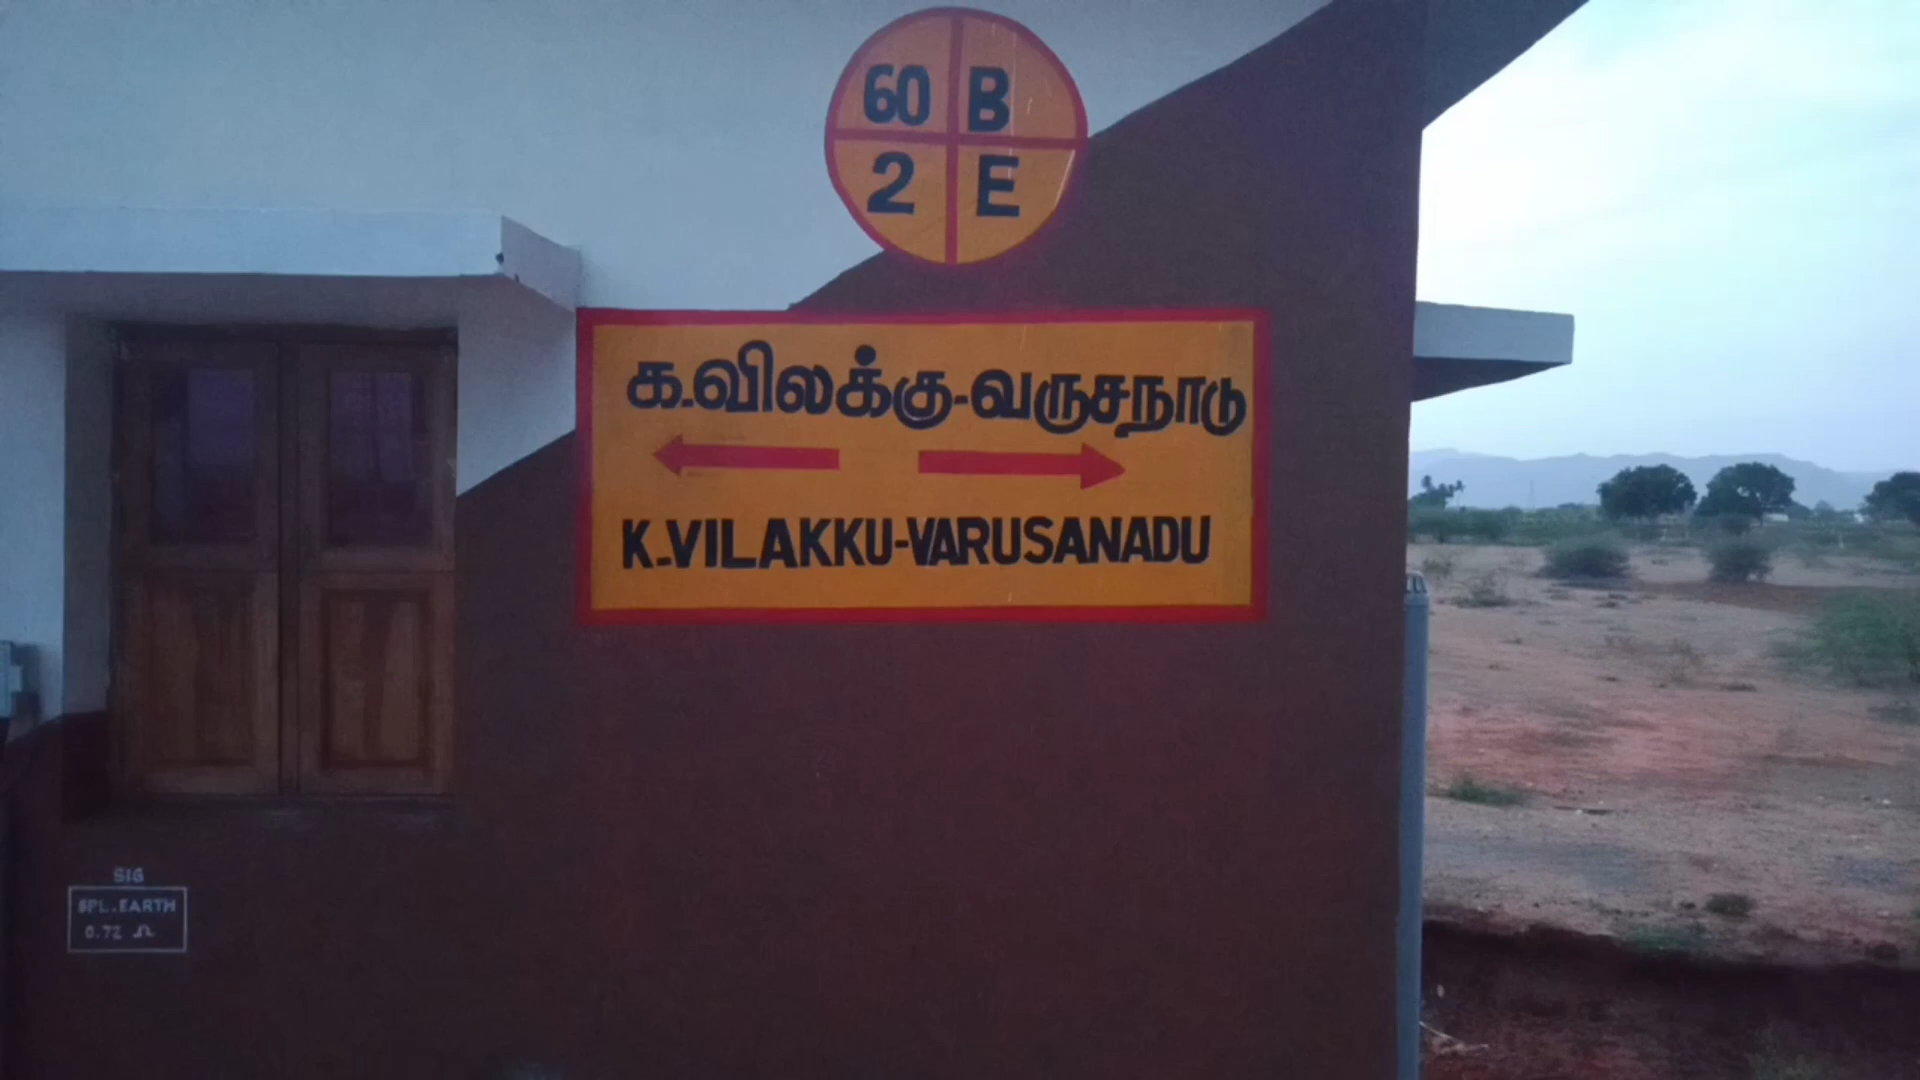 60 B
2 E
க.விலக்கு-வருசநாடு
K.VILAKKU-VARUSANADU
SIG
SPL.EARTH
0.72 Ω